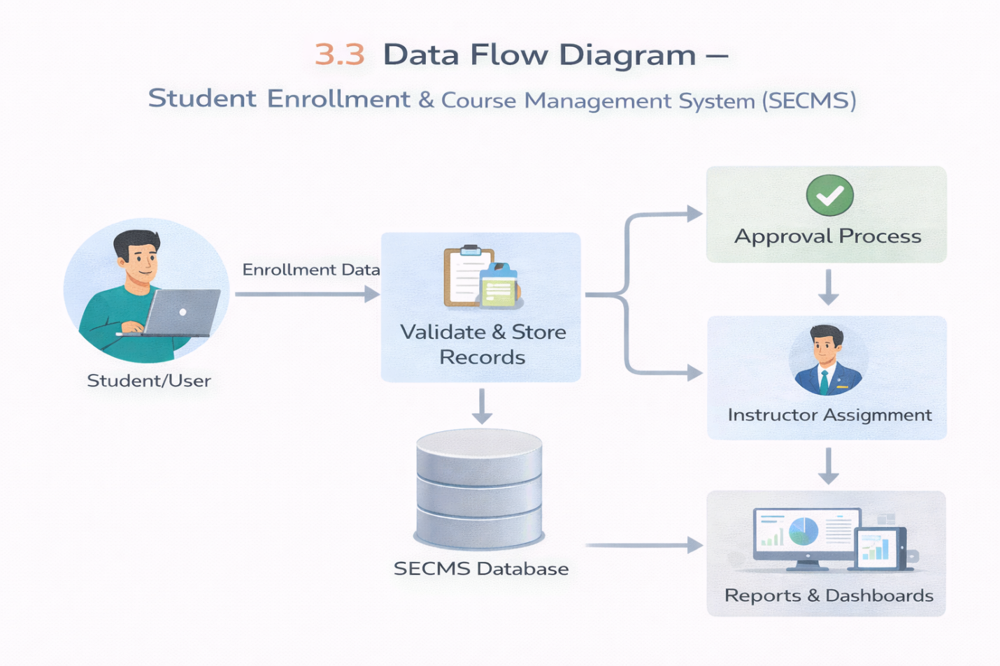 3.3 Data Flow Diagram —
Student Enrollment & Course Management System (SECMS)
Enrollment Data
Student/User
Validate & Store
Records
SECMS Database
Approval Process
Instructor Assigmment
Reports & Dashboards